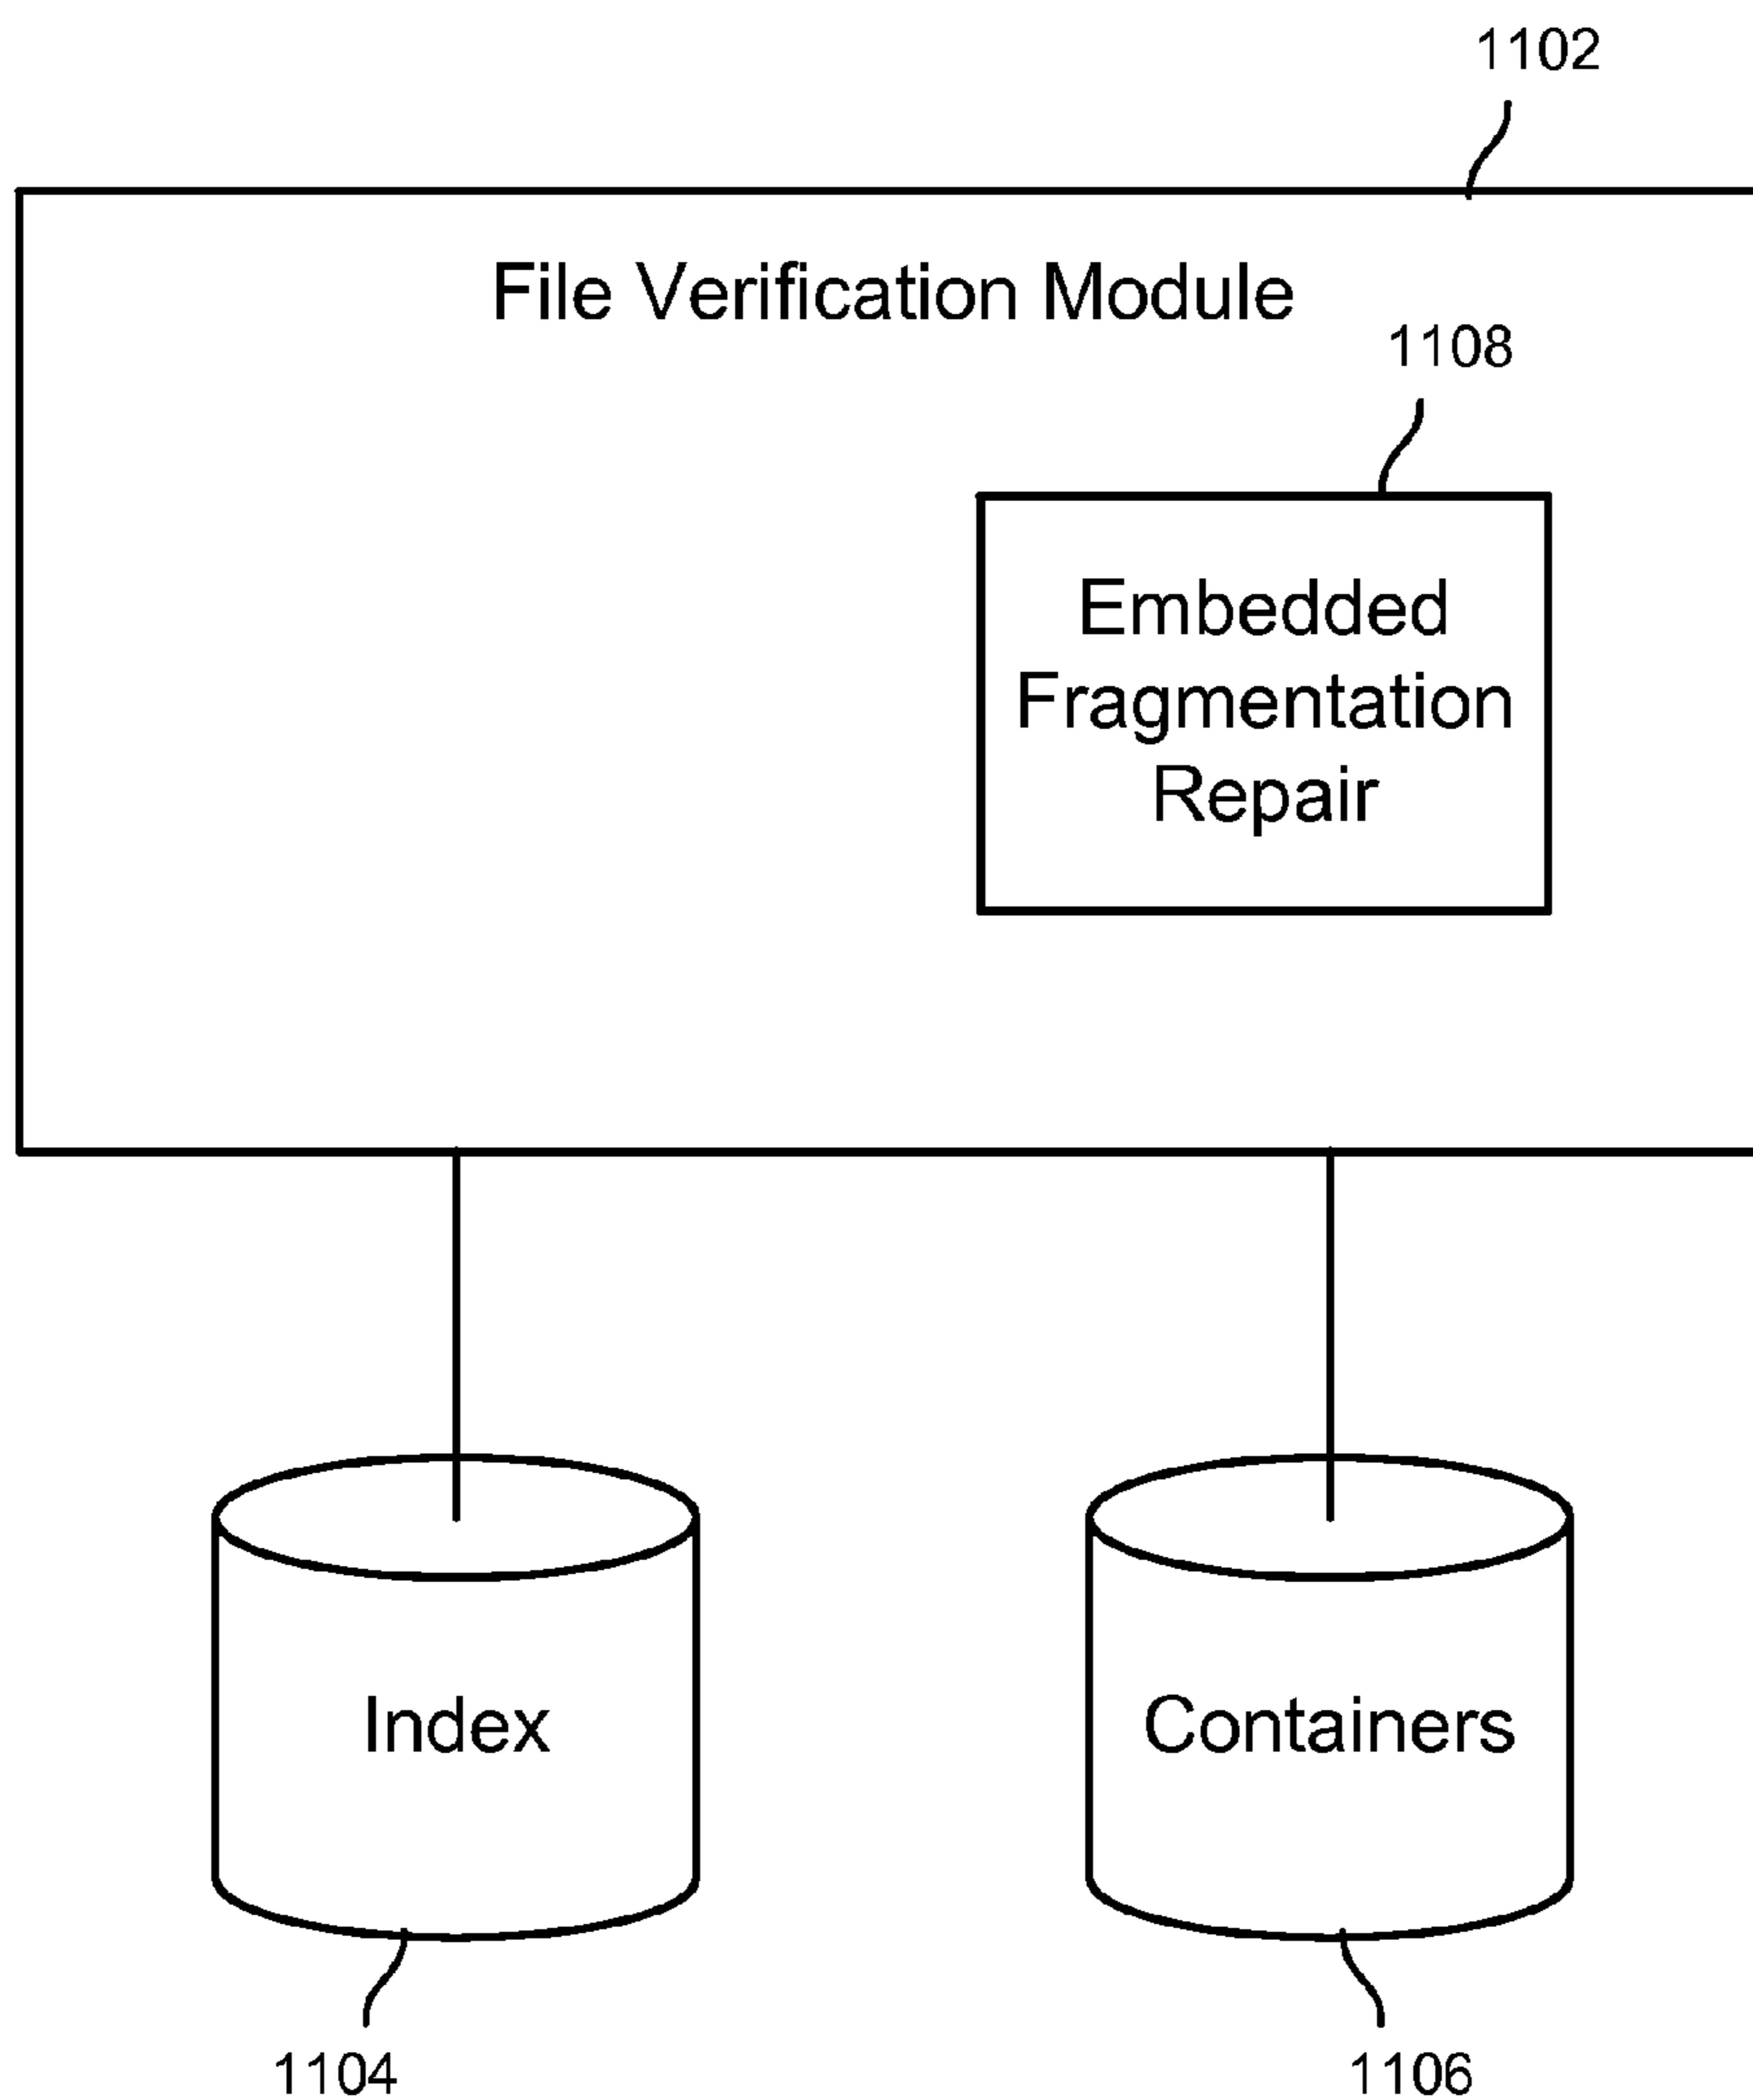 1102
File Verification Module
1108
Embedded
Fragmentation
Repair
Index
Containers
1104
1106